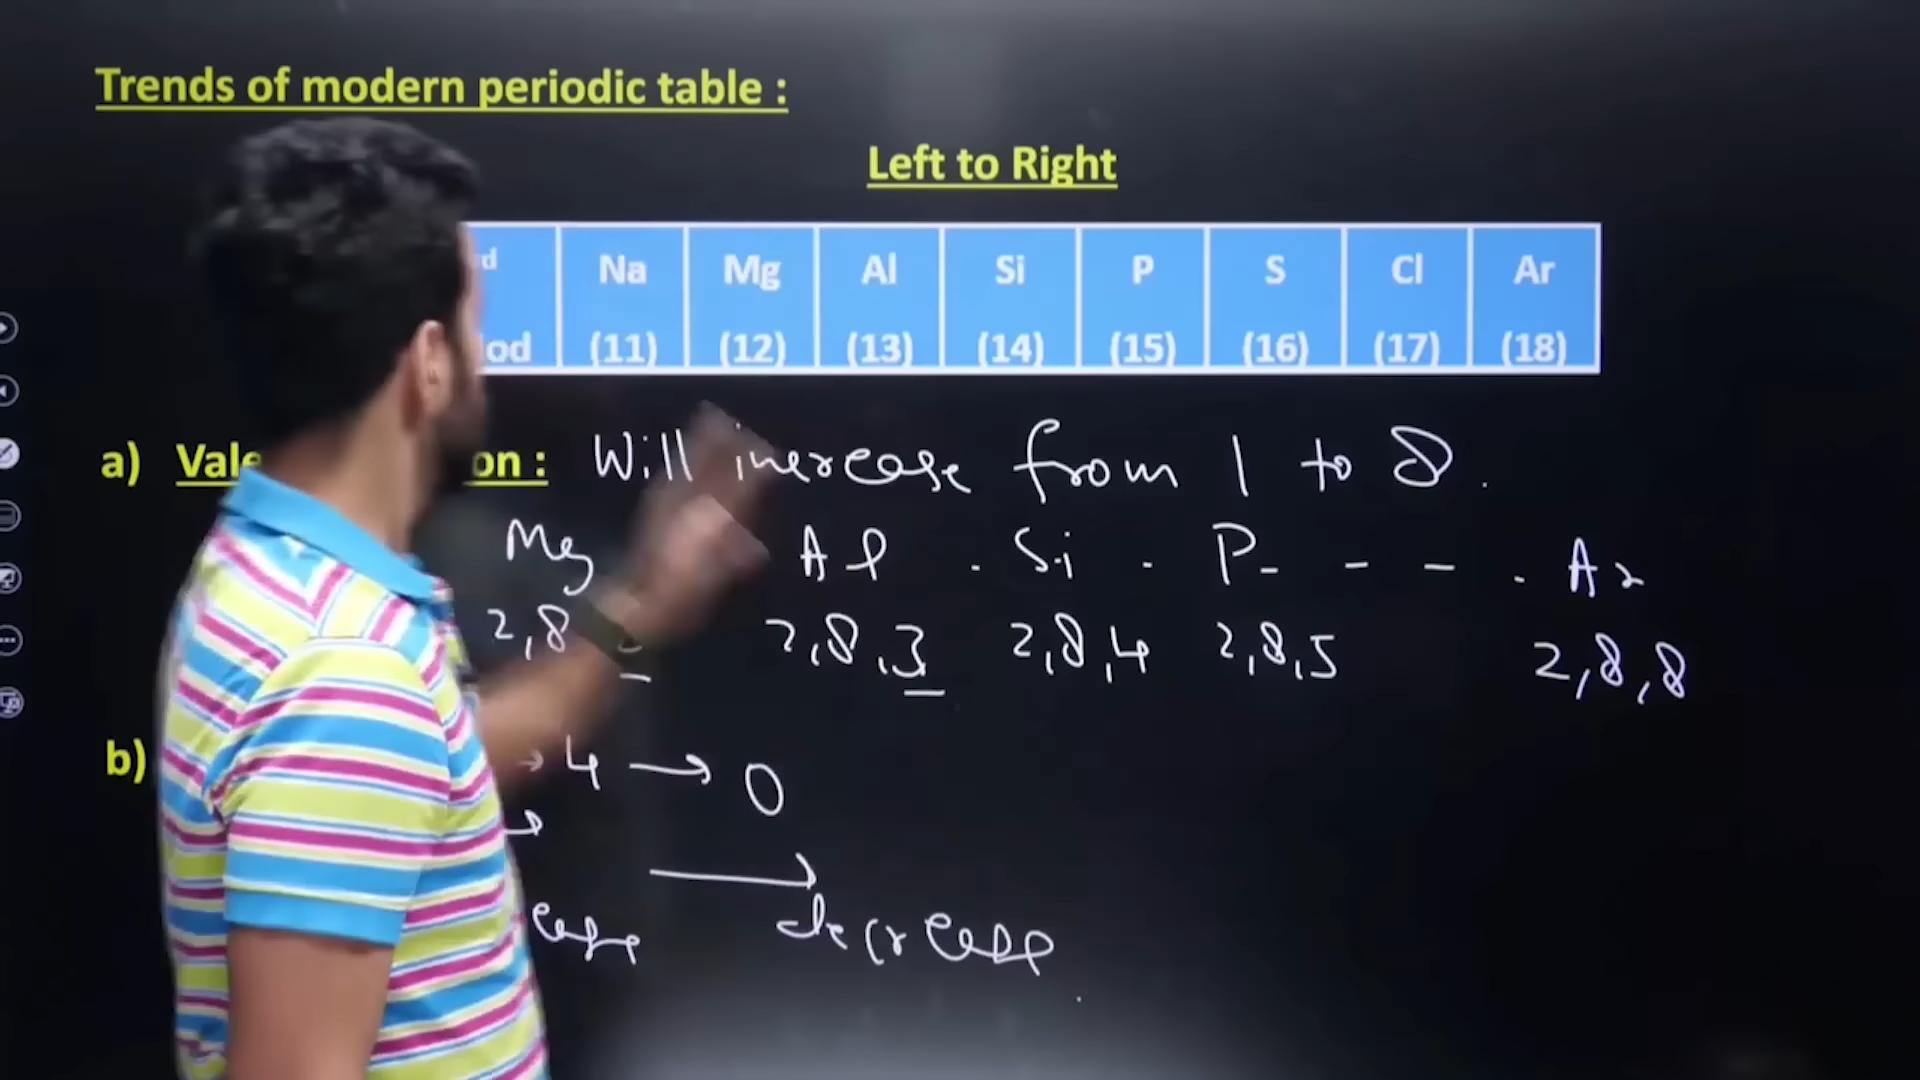 Trends of modern periodic table :
Left to Right
Na Mg Al Si P S Cl Ar
(11) (12) (13) (14) (15) (16) (17) (18)
a) : Will increase from 1 to 8.
Mg Al . Si . P - - - . Ar
2,8 2,8,3 2,8,4 2,8,5 2,8,8
b) → 4 → 0
→
→
decrease